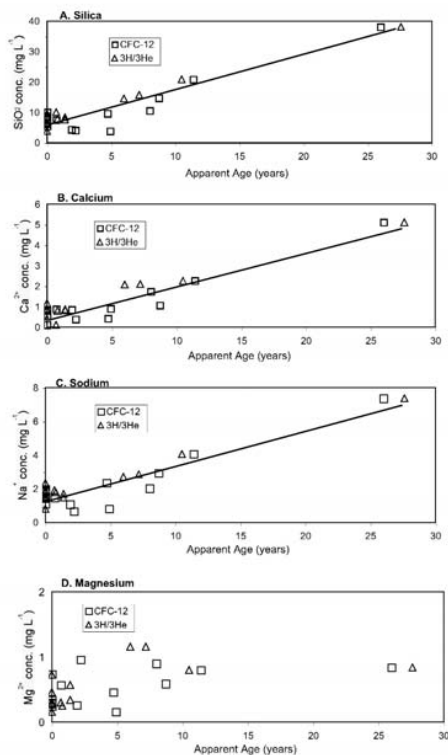 A. Silica
SiO² conc. (mg L⁻¹)
40
30
20
10
0
CFC-12
3H/3He
0 5 10 15 20 25 30
Apparent Age (years)
B. Calcium
Ca²⁺ conc. (mg L⁻¹)
6
5
4
3
2
1
0
CFC-12
3H/3He
0 5 10 15 20 25 30
Apparent Age (years)
C. Sodium
Na⁺ conc. (mg L⁻¹)
8
6
4
2
0
CFC-12
3H/3He
0 5 10 15 20 25 30
Apparent Age (years)
D. Magnesium
Mg²⁺ conc. (mg L⁻¹)
2
1
0
CFC-12
3H/3He
0 5 10 15 20 25 30
Apparent Age (years)